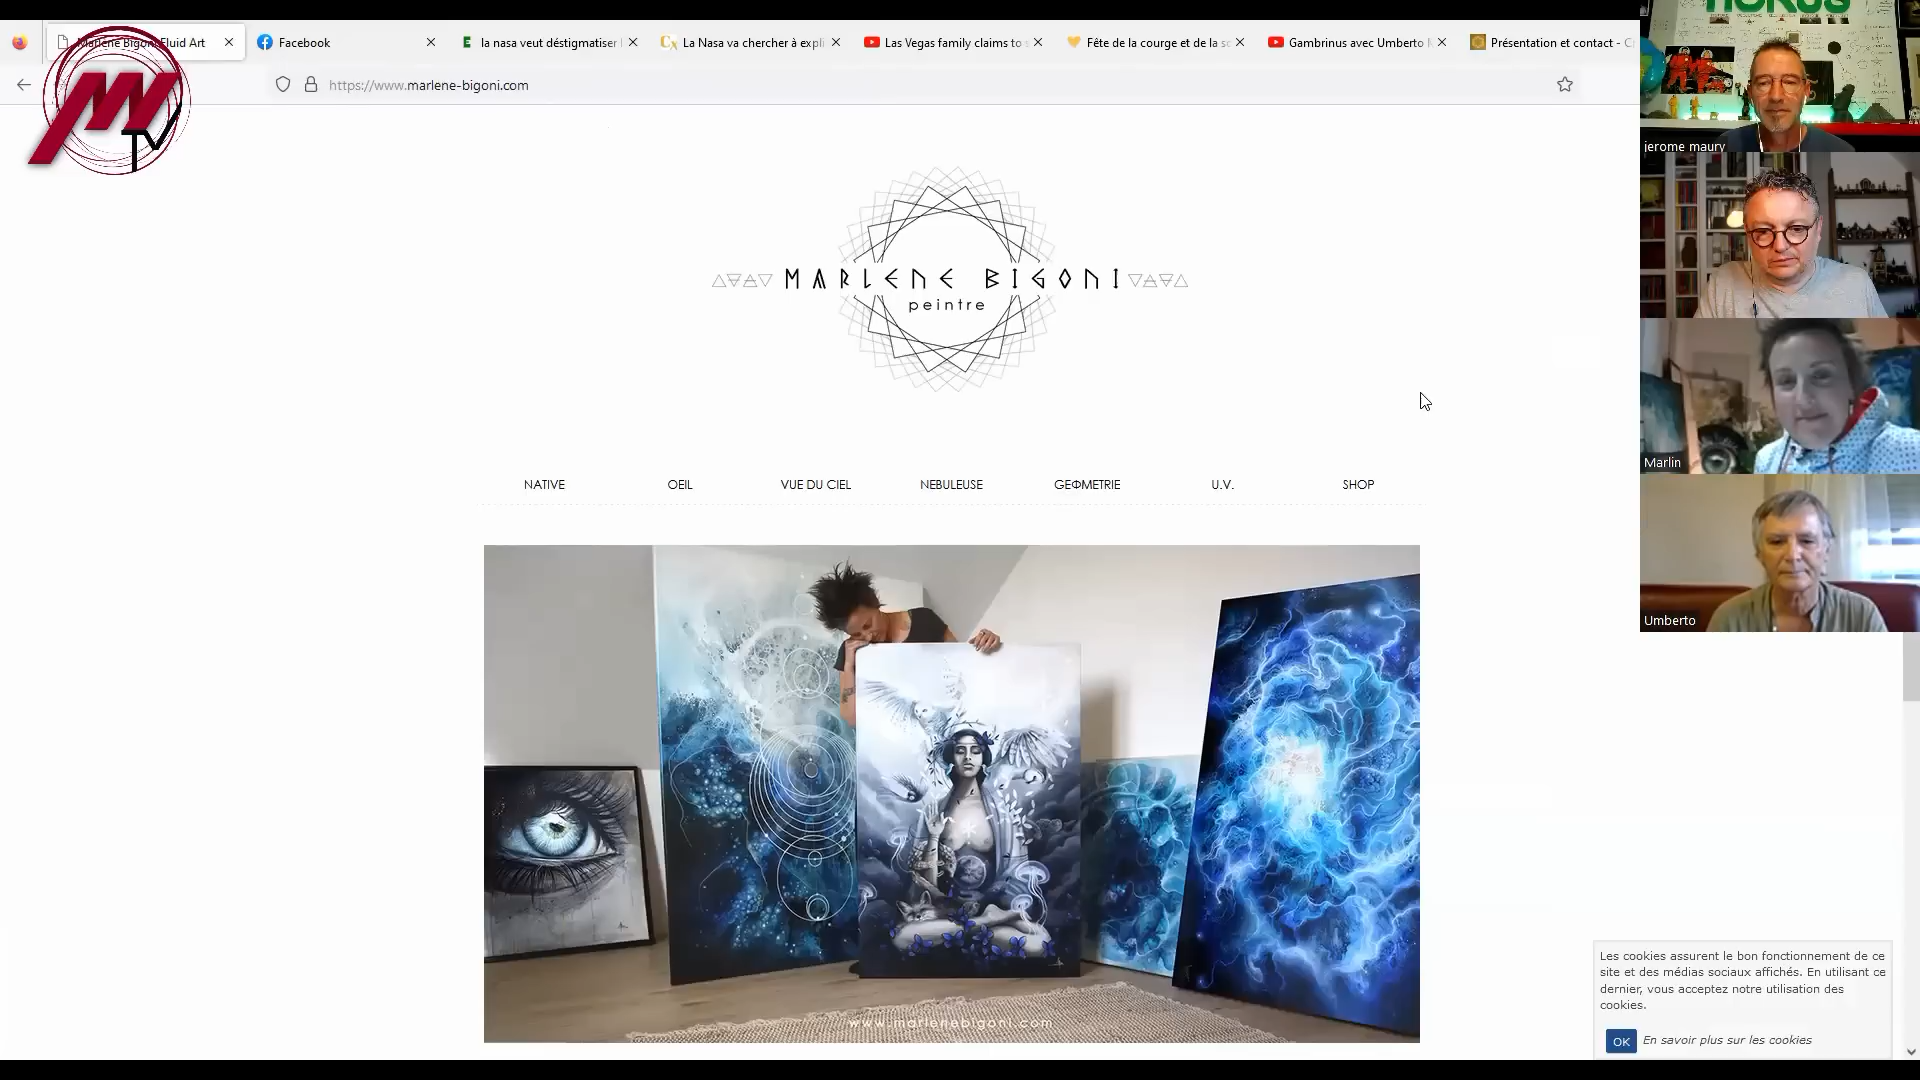 Marlène Bigoni Fluid Art
Facebook
la nasa veut déstigmatiser l
La Nasa va chercher à expli
Las Vegas family claims to s
Fête de la courge et de la so
Gambrinus avec Umberto
Présentation et contact - C
https://www.marlene-bigoni.com
TV
jerome maury
Marlin
Umberto
MARLENE BIGONI
peintre
NATIVE
OEIL
VUE DU CIEL
NEBULEUSE
GEΦMETRIE
U.V.
SHOP
www.marlenebigoni.com
Les cookies assurent le bon fonctionnement de ce
site et des médias sociaux affichés. En utilisant ce
dernier, vous acceptez notre utilisation des
cookies.
OK
En savoir plus sur les cookies